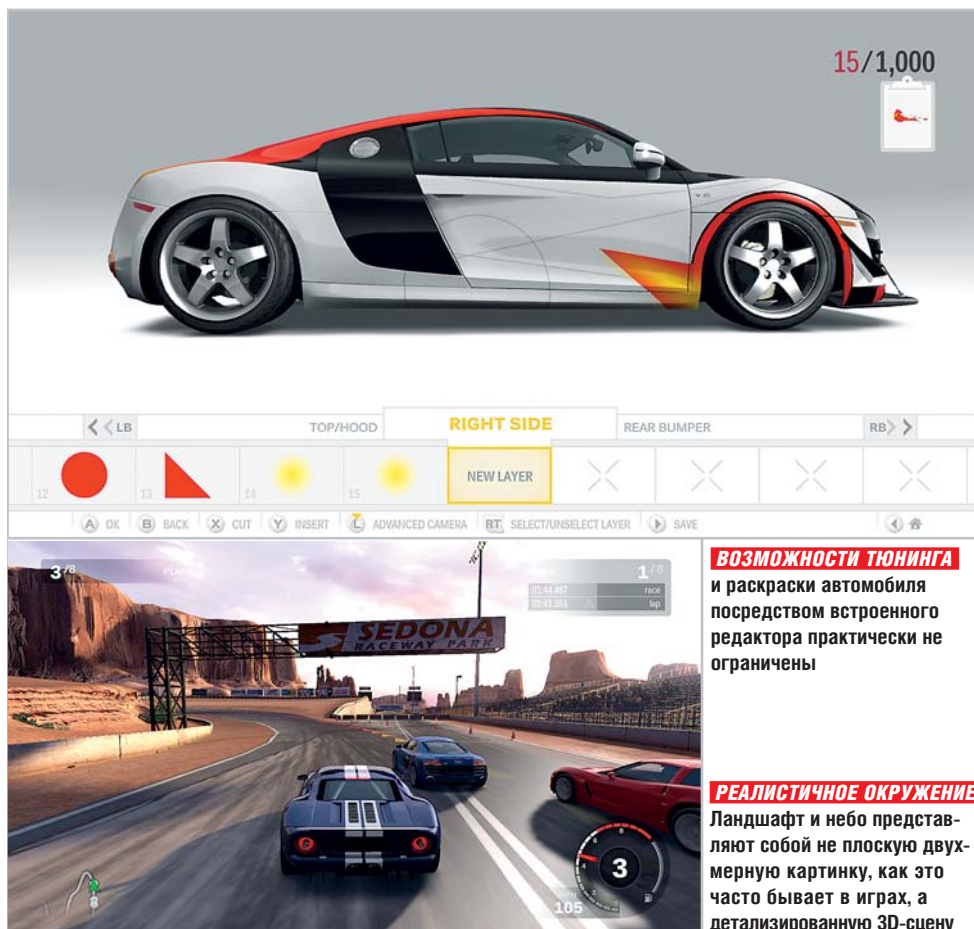 15/1,000
LB
TOP/HOOD
RIGHT SIDE
REAR BUMPER
RB
12
13
14
15
NEW LAYER
A OK
B BACK
X CUT
Y INSERT
L ADVANCED CAMERA
RT SELECT/UNSELECT LAYER
SAVE
3/8
1/6
race
lap
SEDONA
RACEWAY PARK
3
105
ВОЗМОЖНОСТИ ТЮНИНГА
и раскраски автомобиля
посредством встроенного
редактора практически не
ограничены
РЕАЛИСТИЧНОЕ ОКРУЖЕНИЕ
Ландшафт и небо представ-
ляют собой не плоскую двух-
мерную картинку, как это
часто бывает в играх, а
детализированную 3D-сцену